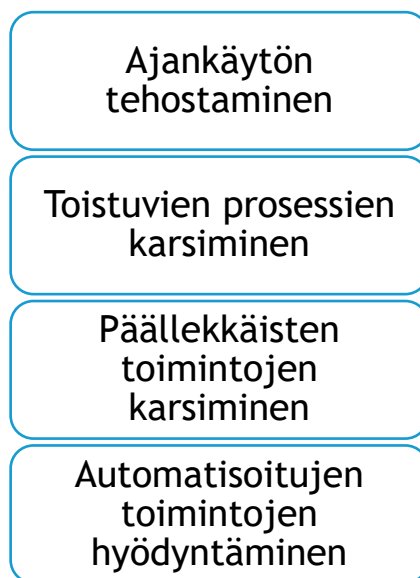 Ajankäytön
tehostaminen
Toistuvien prosessien
karsiminen
Päällekkäisten
toimintojen
karsiminen
Automatisoitujen
toimintojen
hyödyntäminen